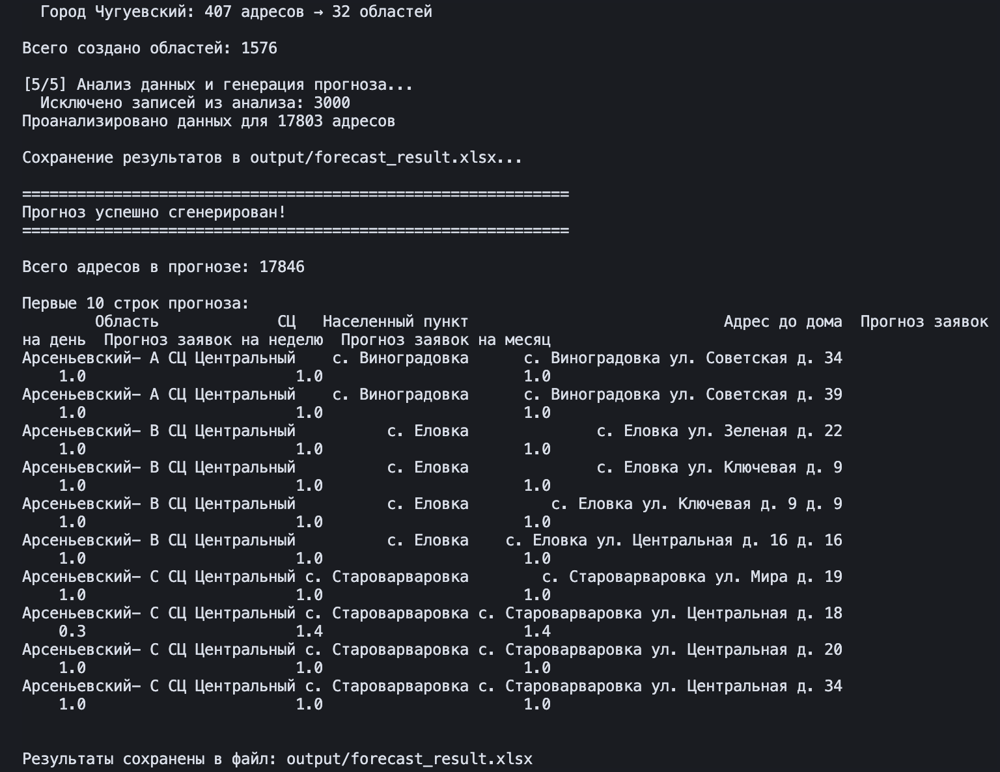 Город Чугуевский: 407 адресов → 32 областей
Всего создано областей: 1576
[5/5] Анализ данных и генерация прогноза...
Исключено записей из анализа: 3000
Проанализировано данных для 17803 адресов
Сохранение результатов в output/forecast_result.xlsx...
============================================================
Прогноз успешно сгенерирован!
============================================================
Всего адресов в прогнозе: 17846
Первые 10 строк прогноза:
Область СЦ Населенный пункт Адрес до дома Прогноз заявок
на день Прогноз заявок на неделю Прогноз заявок на месяц
Арсеньевский- A СЦ Центральный с. Виноградовка с. Виноградовка ул. Советская д. 34
1.0 1.0 1.0
Арсеньевский- A СЦ Центральный с. Виноградовка с. Виноградовка ул. Советская д. 39
1.0 1.0 1.0
Арсеньевский- B СЦ Центральный с. Еловка с. Еловка ул. Зеленая д. 22
1.0 1.0 1.0
Арсеньевский- B СЦ Центральный с. Еловка с. Еловка ул. Ключевая д. 9
1.0 1.0 1.0
Арсеньевский- B СЦ Центральный с. Еловка с. Еловка ул. Ключевая д. 9 д. 9
1.0 1.0 1.0
Арсеньевский- B СЦ Центральный с. Еловка с. Еловка ул. Центральная д. 16 д. 16
1.0 1.0 1.0
Арсеньевский- C СЦ Центральный с. Староварваровка с. Староварваровка ул. Мира д. 19
1.0 1.0 1.0
Арсеньевский- C СЦ Центральный с. Староварваровка с. Староварваровка ул. Центральная д. 18
0.3 1.4 1.4
Арсеньевский- C СЦ Центральный с. Староварваровка с. Староварваровка ул. Центральная д. 20
1.0 1.0 1.0
Арсеньевский- C СЦ Центральный с. Староварваровка с. Староварваровка ул. Центральная д. 34
1.0 1.0 1.0
Результаты сохранены в файл: output/forecast_result.xlsx